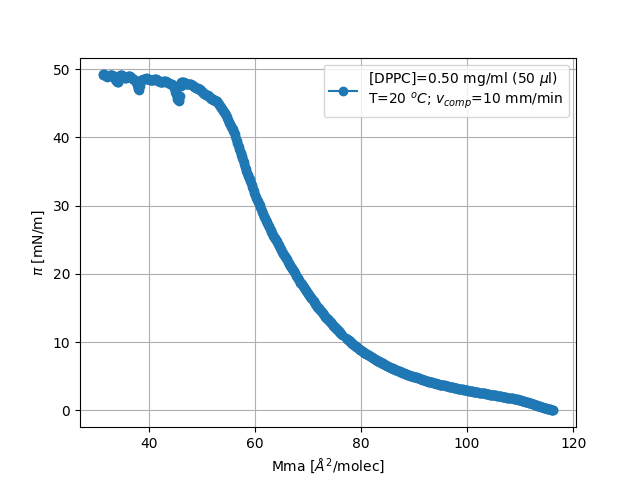 50
40
30
20
10
0
π [mN/m]
[DPPC]=0.50 mg/ml (50 μl)
T=20 °C; v_comp=10 mm/min
40 60 80 100 120
Mma [Å²/molec]